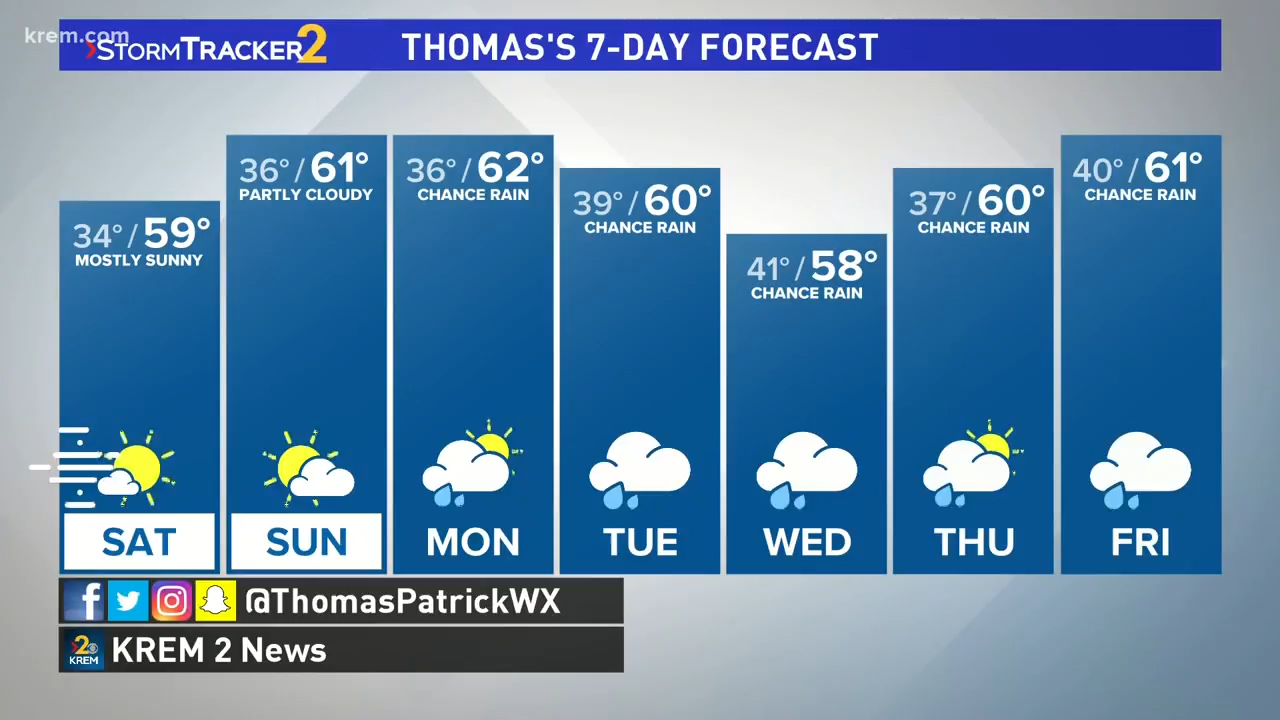 krem.com
STORMTRACKER 2
THOMAS'S 7-DAY FORECAST
34° / 59°
MOSTLY SUNNY
SAT
36° / 61°
PARTLY CLOUDY
SUN
36° / 62°
CHANCE RAIN
MON
39° / 60°
CHANCE RAIN
TUE
41° / 58°
CHANCE RAIN
WED
37° / 60°
CHANCE RAIN
THU
40° / 61°
CHANCE RAIN
FRI
f @ThomasPatrickWX
2 KREM KREM 2 News